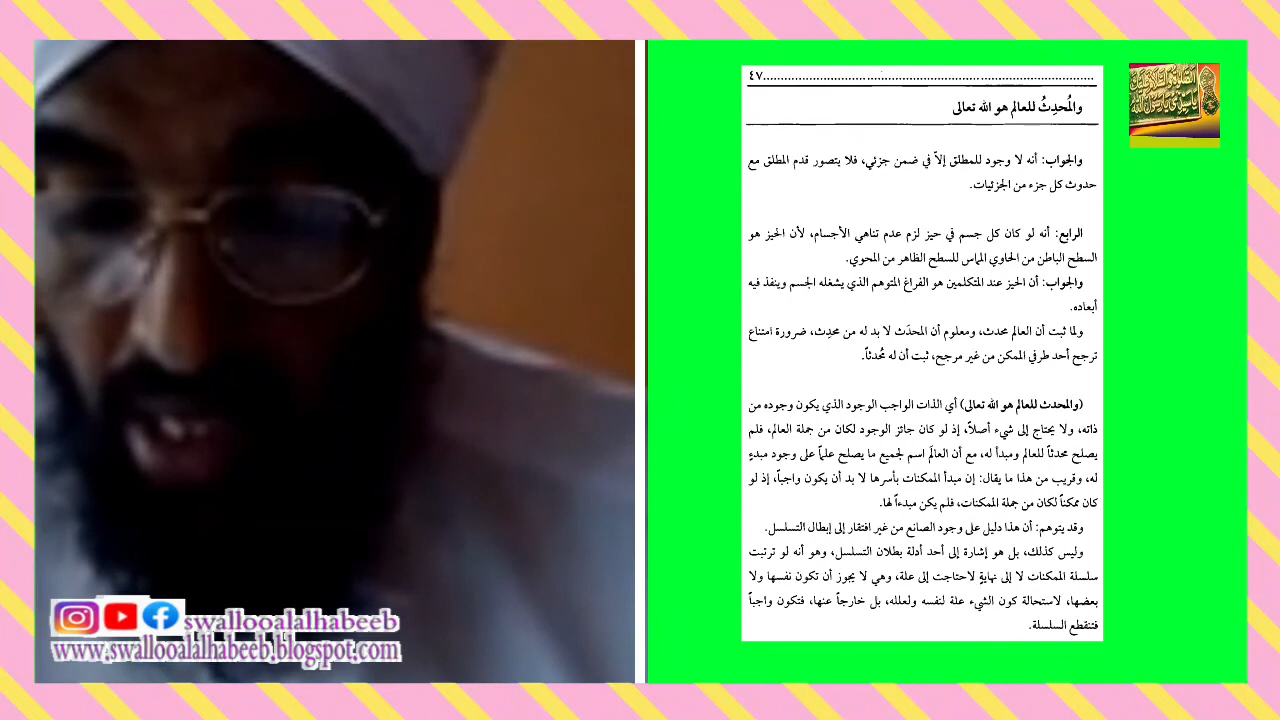 ٤٧
والمُحدِثُ للعالم هو الله تعالى
والجواب: أنه لا وجود للمطلق إلاّ في ضمن جزئي، فلا يتصور قدم المطلق مع
حدوث كل جزء من الجزئيات.
الرابع: أنه لو كان كل جسم في حيز لزم عدم تناهي الأجسام، لأن الحيز هو
السطح الباطن من الحاوي المماس للسطح الظاهر من المحوي.
والجواب: أن الحيز عند المتكلمين هو الفراغ المتوهم الذي يشغله الجسم وينفذ فيه
أبعاده.
ولما ثبت أن العالم محدث، ومعلوم أن المحدَث لا بد له من محدِث، ضرورة امتناع
ترجح أحد طرفي الممكن من غير مرجح، ثبت أن له مُحدثاً.
(والمحدث للعالم هو الله تعالى) أي الذات الواجب الوجود الذي يكون وجوده من
ذاته، ولا يحتاج إلى شيء أصلاً، إذ لو كان جائز الوجود لكان من جملة العالم، فلم
يصلح محدثاً للعالم ومبدأ له، مع أن العالَم اسم لجميع ما يصلح علماً على وجود مبدءٍ
له، وقريب من هذا ما يقال: إن مبدأ الممكنات بأسرها لا بد أن يكون واجباً، إذ لو
كان ممكناً لكان من جملة الممكنات، فلم يكن مبدءاً لها.
وقد يتوهم: أن هذا دليل على وجود الصانع من غير افتقار إلى إبطال التسلسل.
وليس كذلك، بل هو إشارة إلى أحد أدلة بطلان التسلسل، وهو أنه لو ترتبت
سلسلة الممكنات لا إلى نهايةٍ لاحتاجت إلى علة، وهي لا يجوز أن تكون نفسها ولا
بعضها، لاستحالة كون الشيء علة لنفسه ولعلله، بل خارجاً عنها، فتكون واجباً
فتنقطع السلسلة.
swallooalalhabeeb
www.swallooalalhabeeb.blogspot.com